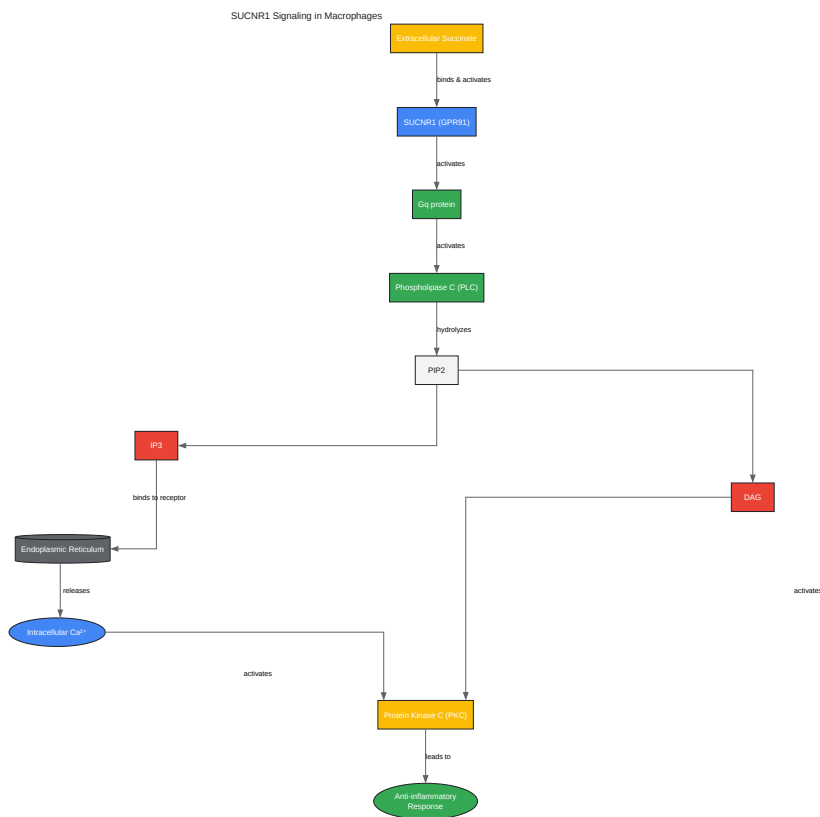 SUCNR1 Signaling in Macrophages
Extracellular Succinate
binds & activates
SUCNR1 (GPR91)
activates
Gq protein
activates
Phospholipase C (PLC)
hydrolyzes
PIP2
IP3
DAG
binds to receptor
Endoplasmic Reticulum
releases
activates
Intracellular Ca²⁺
activates
Protein Kinase C (PKC)
leads to
Anti-inflammatory
Response